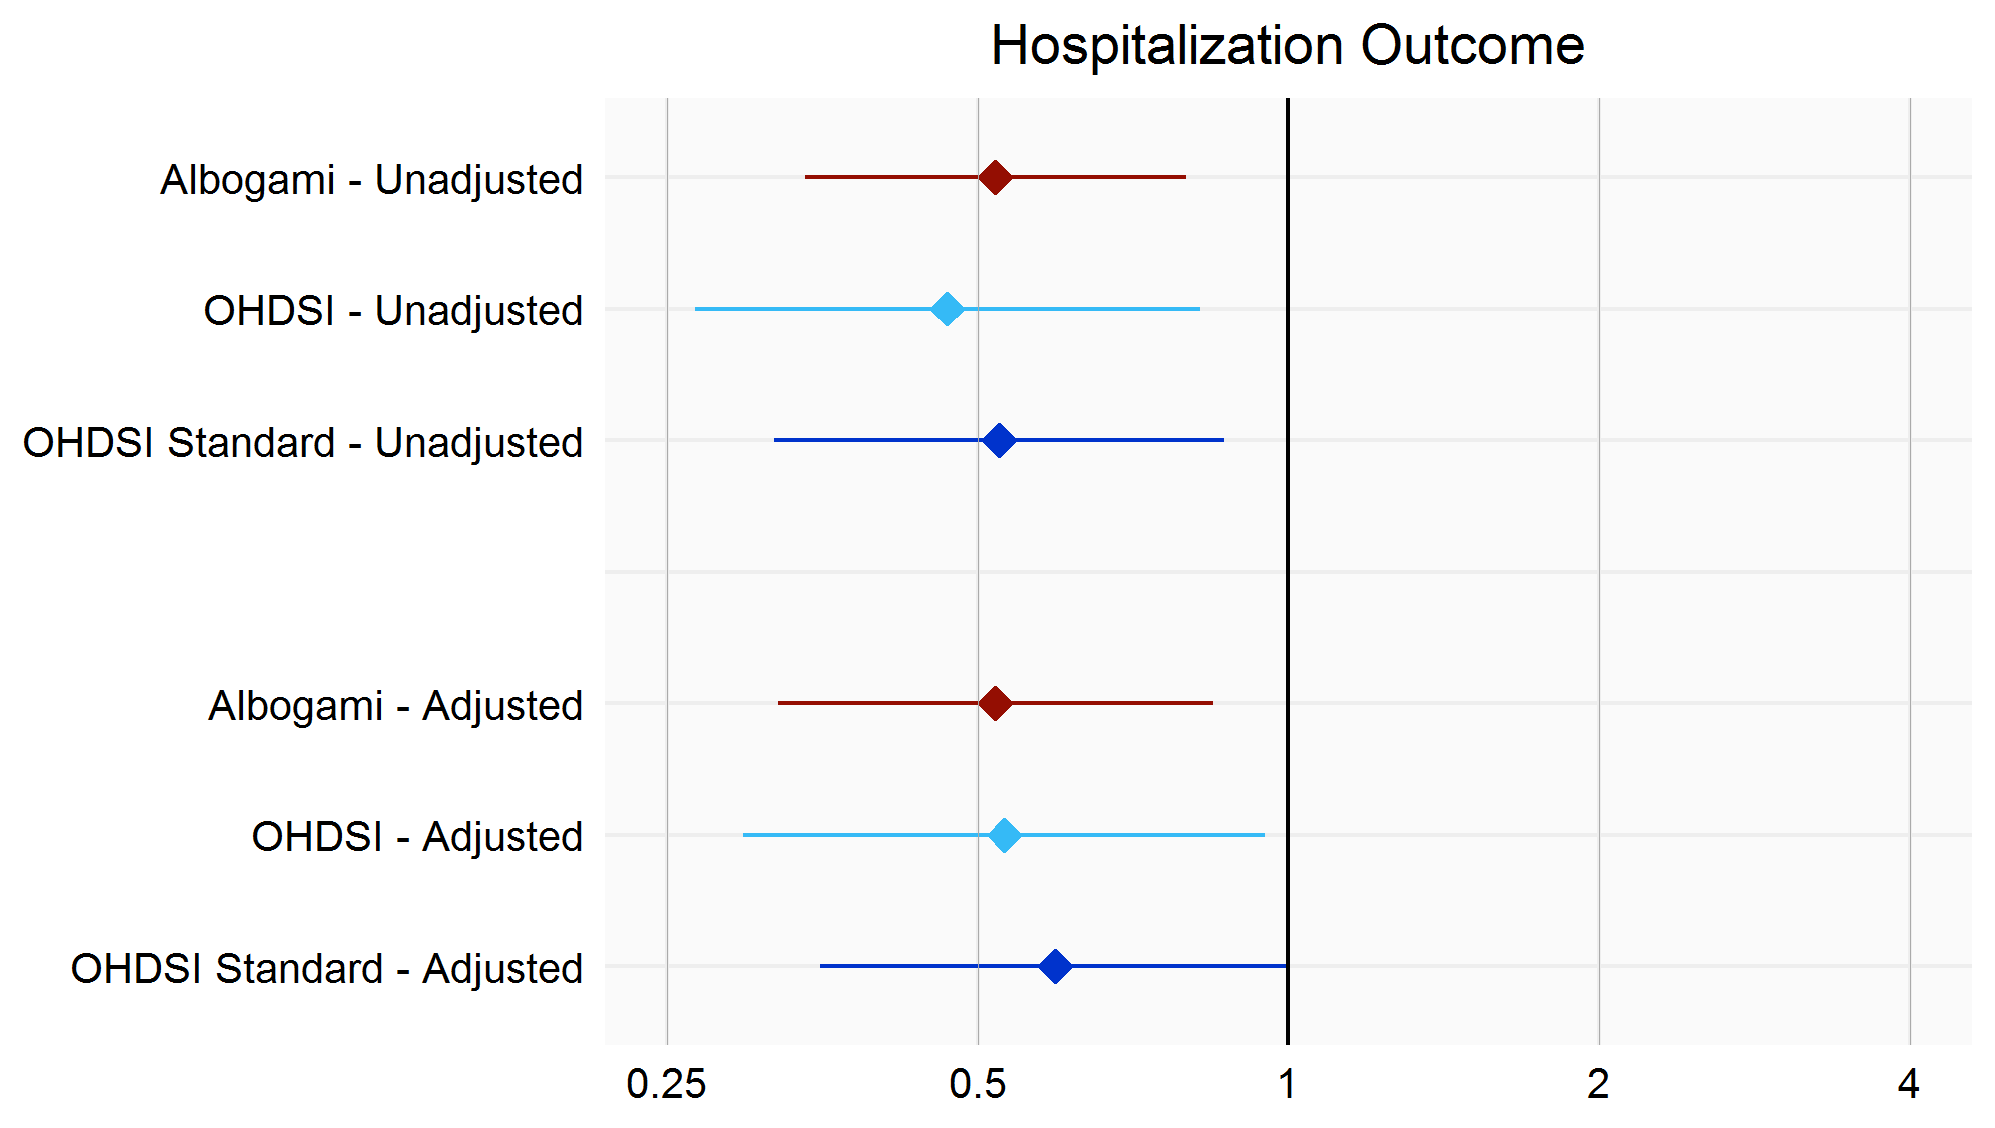 Hospitalization Outcome
Albogami - Unadjusted
OHDSI - Unadjusted
OHDSI Standard - Unadjusted
Albogami - Adjusted
OHDSI - Adjusted
OHDSI Standard - Adjusted
0.25 0.5 1 2 4